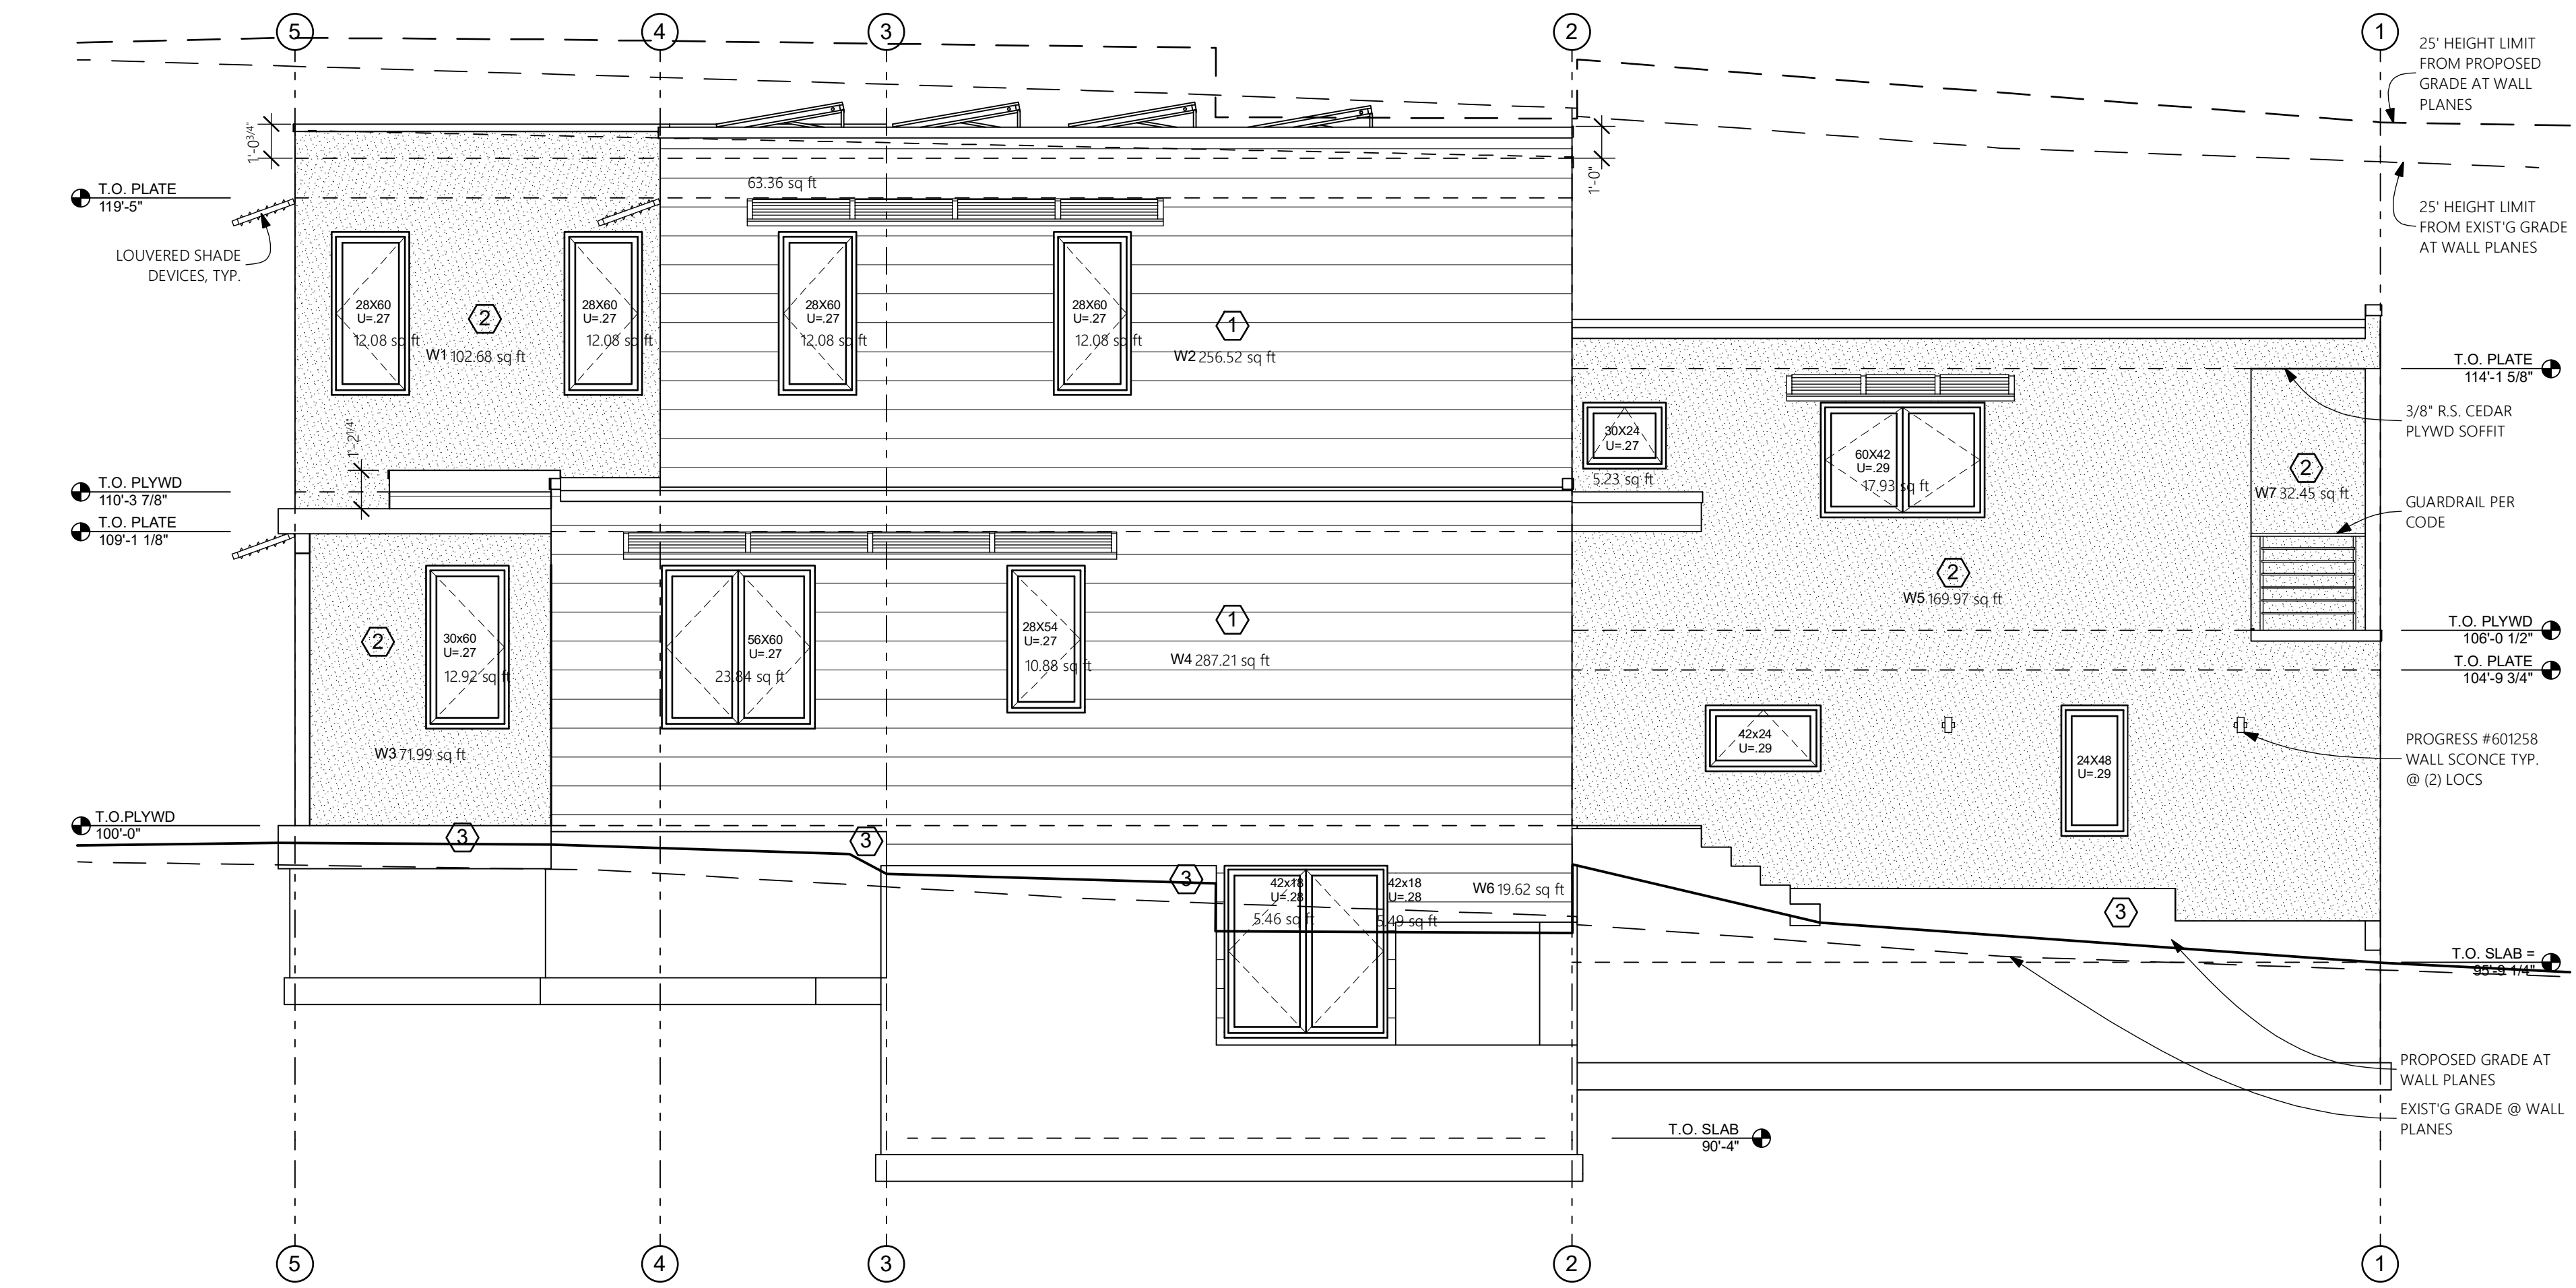 5
4
3
2
1
25' HEIGHT LIMIT
FROM PROPOSED
GRADE AT WALL
PLANES
1'-0 3/4"
1'-0"
63.36 sq ft
T.O. PLATE
119'-5"
LOUVERED SHADE
DEVICES, TYP.
25' HEIGHT LIMIT
FROM EXIST'G GRADE
AT WALL PLANES
28X60
U=.27
12.08 sq ft
2
W1 102.68 sq ft
28X60
U=.27
12.08 sq ft
28X60
U=.27
12.08 sq ft
28X60
U=.27
12.08 sq ft
1
W2 256.52 sq ft
T.O. PLATE
114'-1 5/8"
3/8" R.S. CEDAR
PLYWD SOFFIT
30X24
U=.27
5.23 sq ft
60X42
U=.29
17.93 sq ft
2
W7 32.45 sq ft
GUARDRAIL PER
CODE
1'-2 1/4"
T.O. PLYWD
110'-3 7/8"
T.O. PLATE
109'-1 1/8"
2
30x60
U=.27
12.92 sq ft
W3 71.99 sq ft
56X60
U=.27
23.84 sq ft
28X54
U=.27
10.88 sq ft
1
W4 287.21 sq ft
2
W5 169.97 sq ft
T.O. PLYWD
106'-0 1/2"
T.O. PLATE
104'-9 3/4"
42x24
U=.29
24X48
U=.29
PROGRESS #601258
WALL SCONCE TYP.
@ (2) LOCS
T.O.PLYWD
100'-0"
3
3
3
42x18
U=.28
5.46 sq ft
42x18
U=.28
5.49 sq ft
W6 19.62 sq ft
3
T.O. SLAB =
95'-9 1/4"
PROPOSED GRADE AT
WALL PLANES
EXIST'G GRADE @ WALL
PLANES
T.O. SLAB
90'-4"
5
4
3
2
1